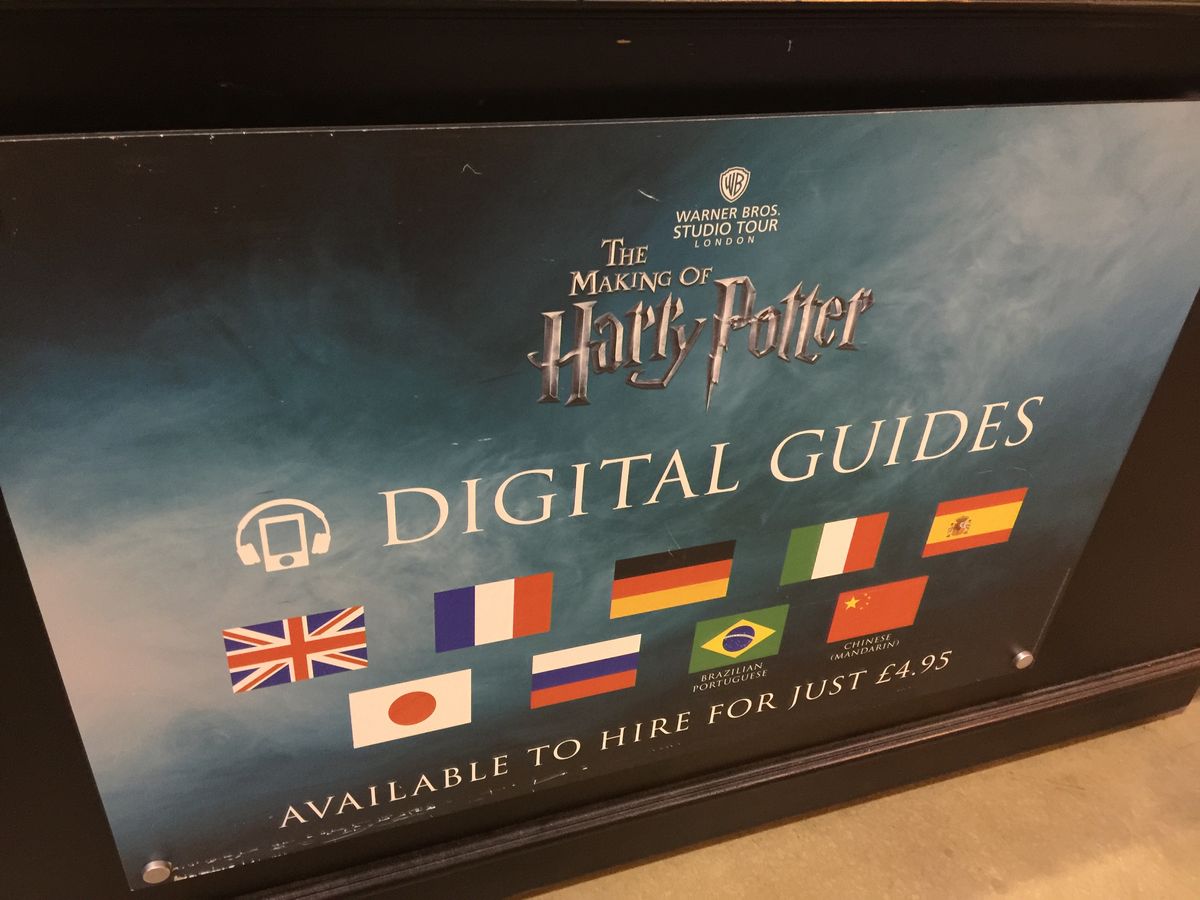 WB
WARNER BROS.
STUDIO TOUR
LONDON
THE
MAKING OF
Harry Potter
DIGITAL GUIDES
BRAZILIAN
PORTUGUESE
CHINESE
(MANDARIN)
AVAILABLE TO HIRE FOR JUST £4.95